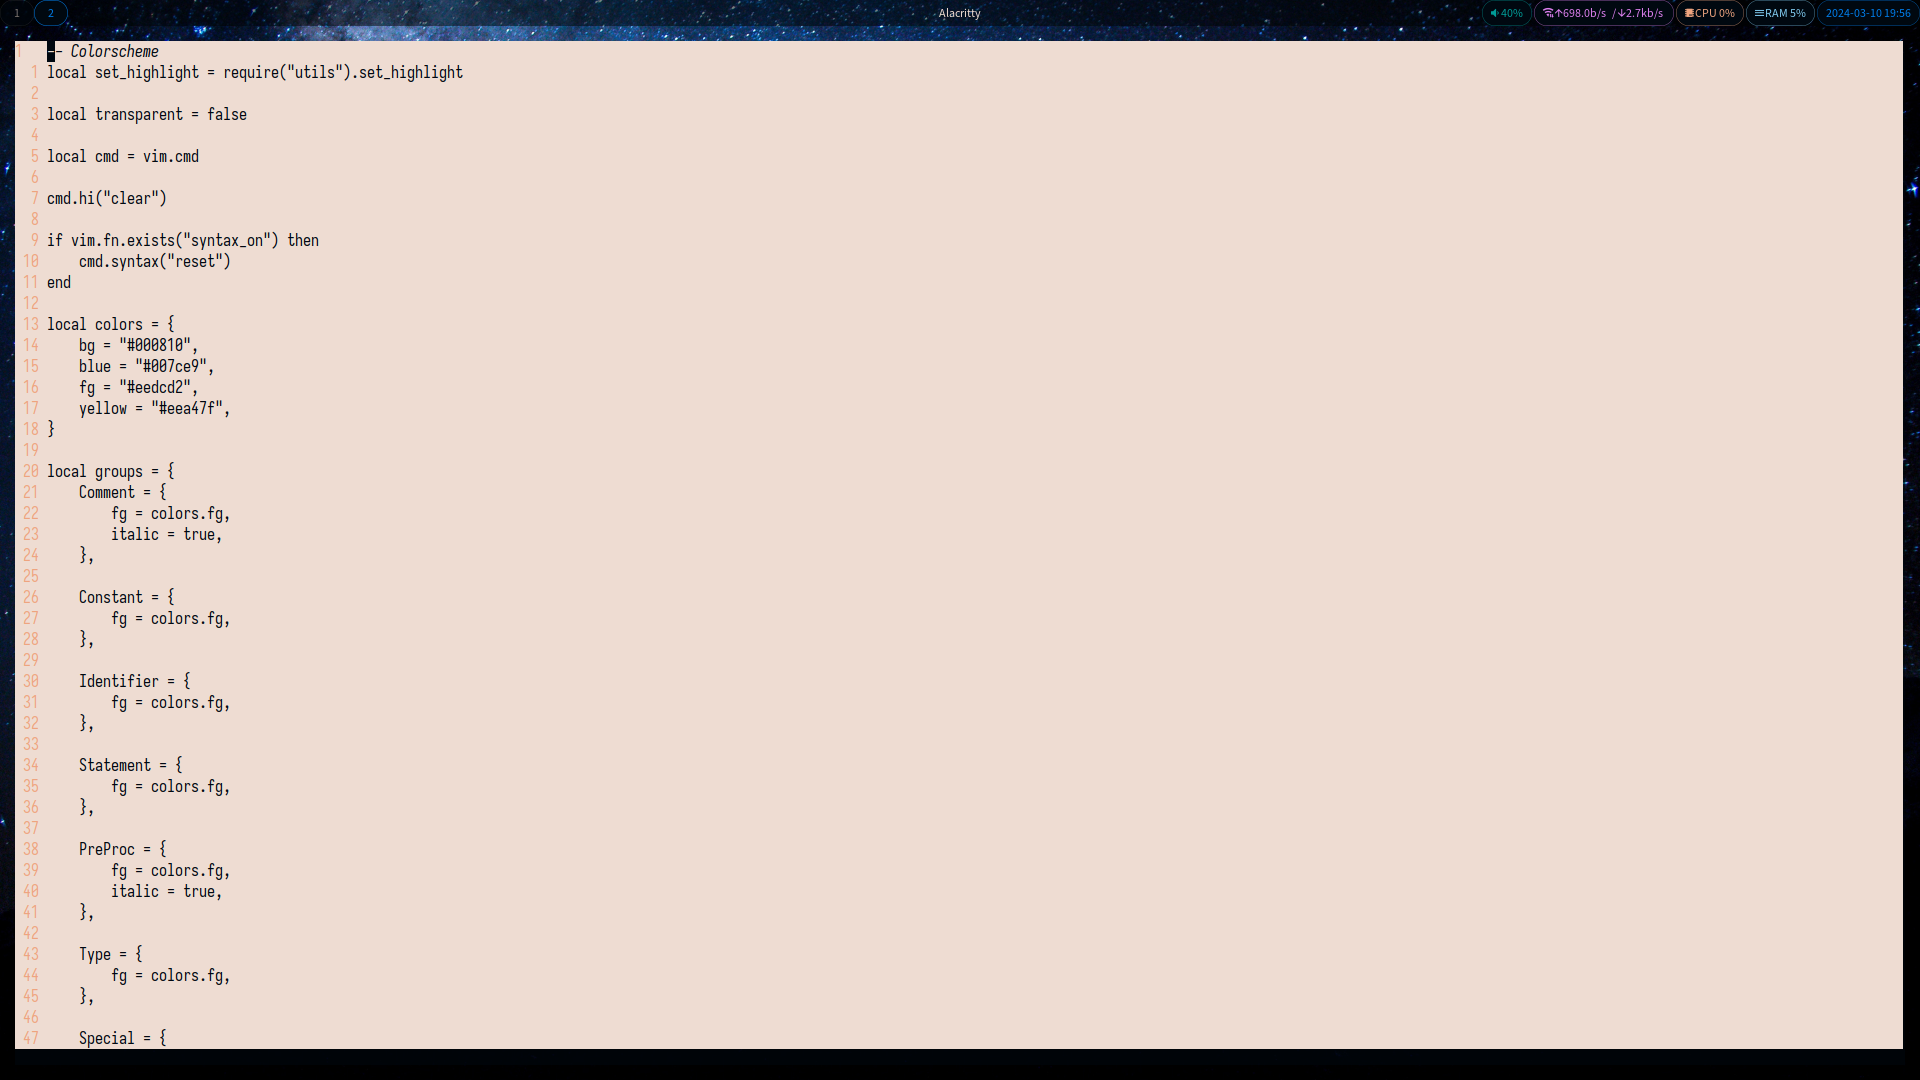 1 2 Alacritty 40% ↑698.0b/s /↓2.7kb/s CPU 0% RAM 5% 2024-03-10 19:56
1 -- Colorscheme
1 local set_highlight = require("utils").set_highlight
2
3 local transparent = false
4
5 local cmd = vim.cmd
6
7 cmd.hi("clear")
8
9 if vim.fn.exists("syntax_on") then
10     cmd.syntax("reset")
11 end
12
13 local colors = {
14     bg = "#000810",
15     blue = "#007ce9",
16     fg = "#eedcd2",
17     yellow = "#eea47f",
18 }
19
20 local groups = {
21     Comment = {
22         fg = colors.fg,
23         italic = true,
24     },
25
26     Constant = {
27         fg = colors.fg,
28     },
29
30     Identifier = {
31         fg = colors.fg,
32     },
33
34     Statement = {
35         fg = colors.fg,
36     },
37
38     PreProc = {
39         fg = colors.fg,
40         italic = true,
41     },
42
43     Type = {
44         fg = colors.fg,
45     },
46
47     Special = {